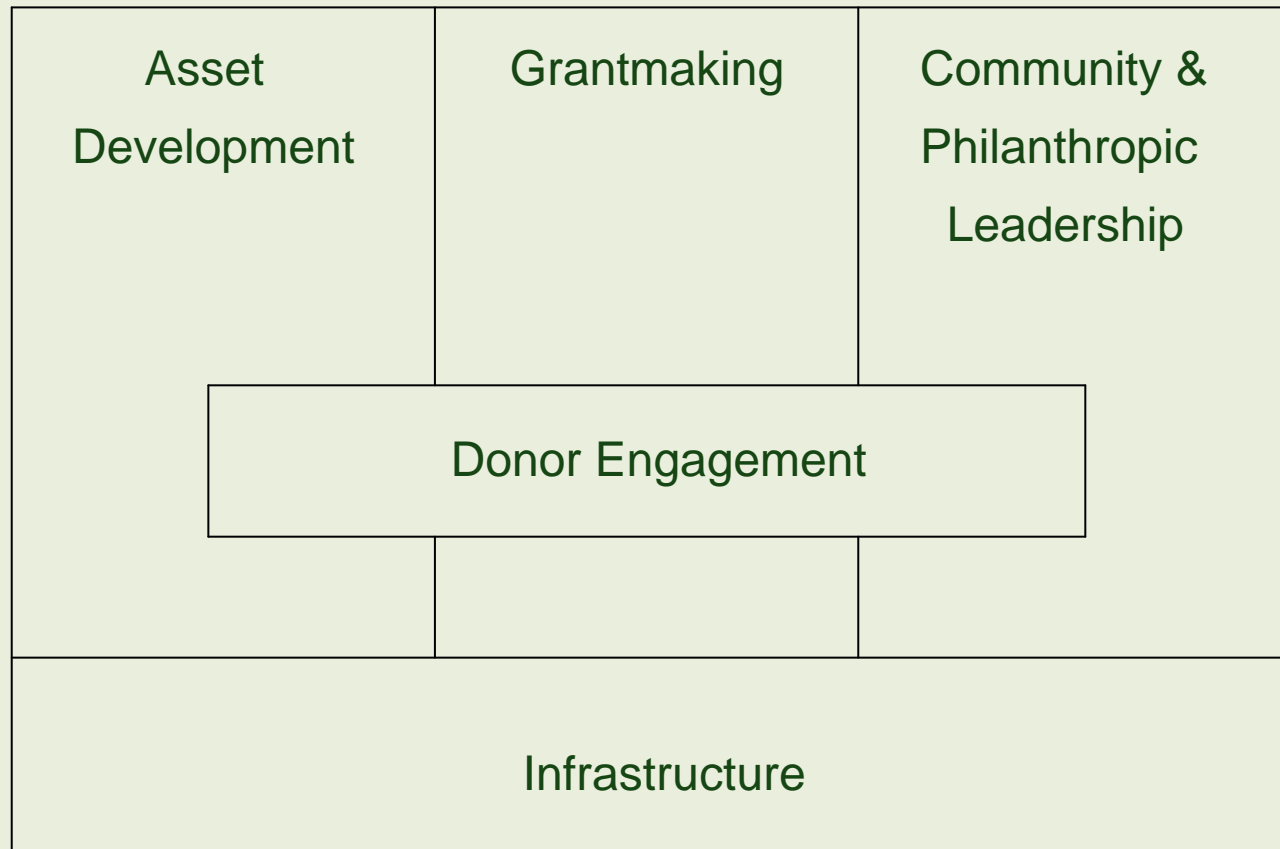 Asset
Development
Grantmaking
Community &
Philanthropic
Leadership
Donor Engagement
Infrastructure